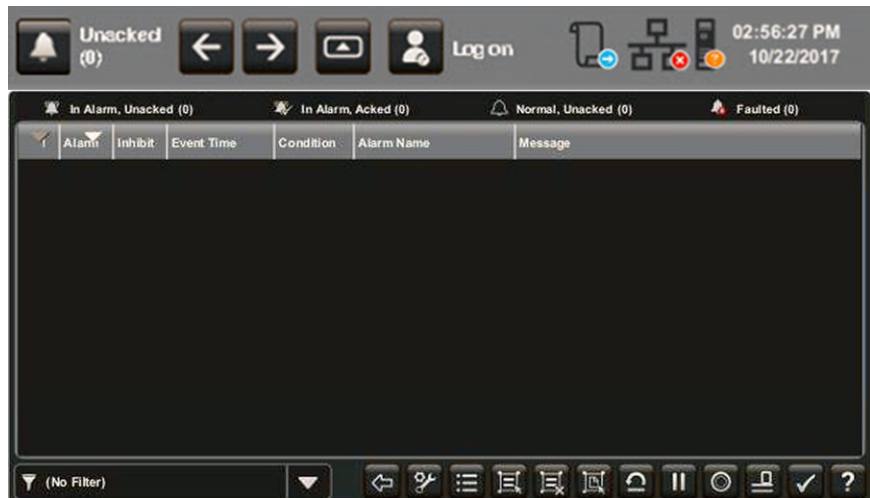 Unacked
(0)
Log on
02:56:27 PM
10/22/2017
In Alarm, Unacked (0)
In Alarm, Acked (0)
Normal, Unacked (0)
Faulted (0)
Alarm
Inhibit
Event Time
Condition
Alarm Name
Message
(No Filter)
?